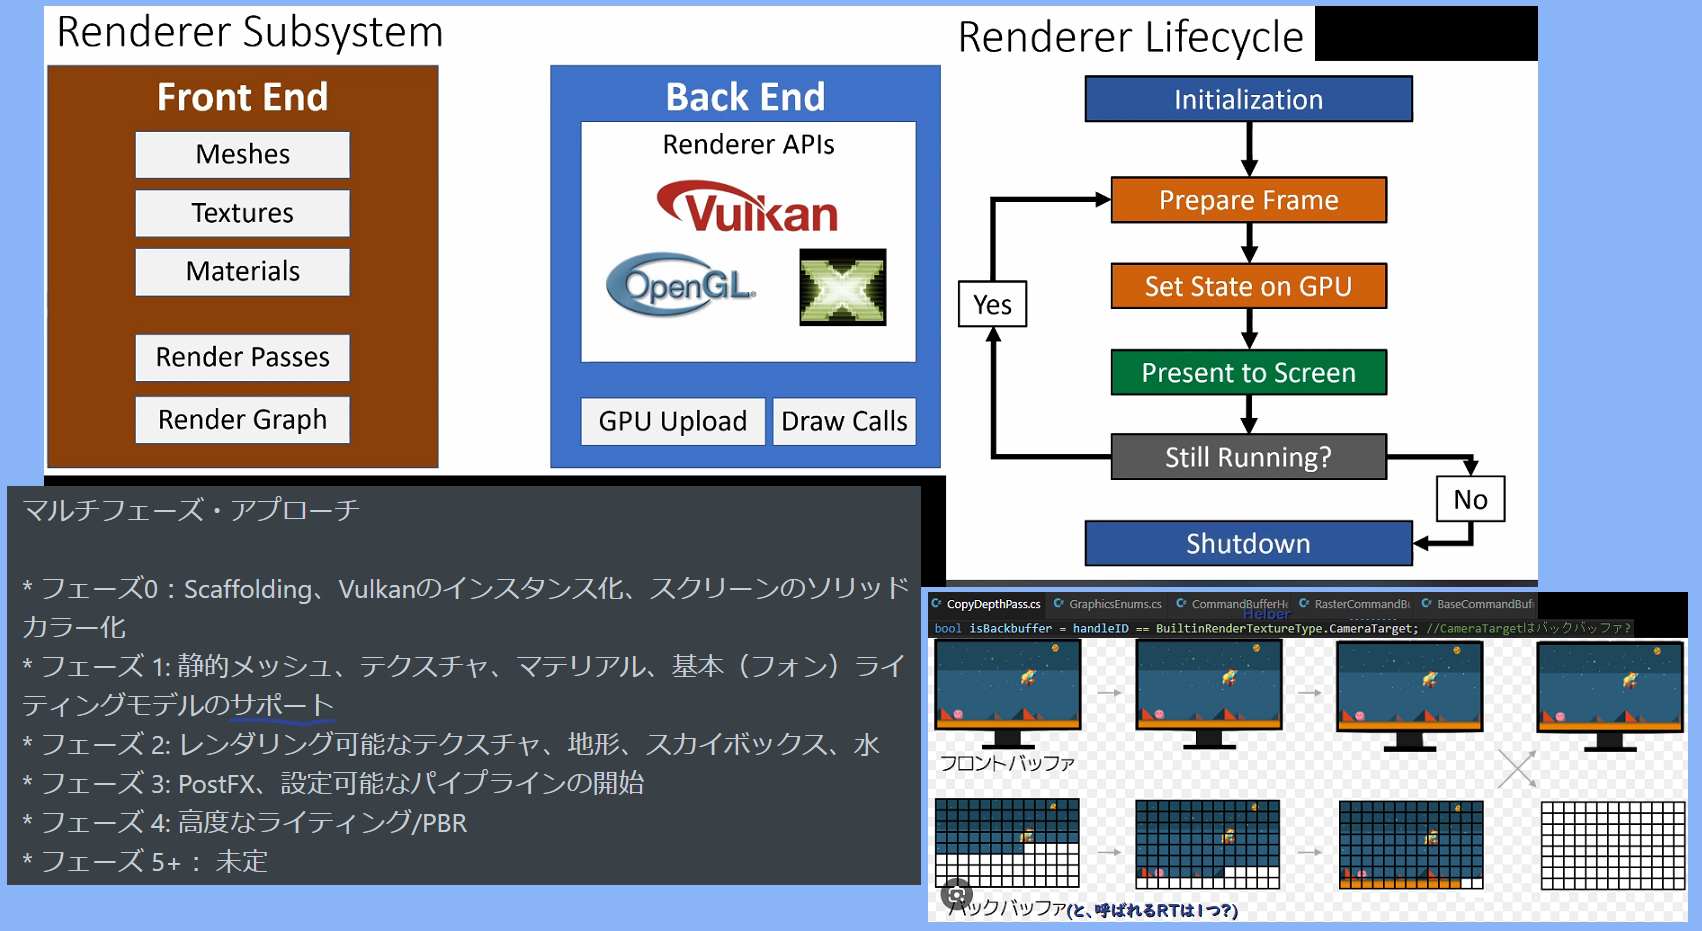 Renderer Subsystem
Front End
Meshes
Textures
Materials
Render Passes
Render Graph
Back End
Renderer APIs
Vulkan
OpenGL
GPU Upload
Draw Calls
Renderer Lifecycle
Initialization
Prepare Frame
Set State on GPU
Present to Screen
Still Running?
Yes
No
Shutdown
マルチフェーズ・アプローチ
* フェーズ0：Scaffolding、Vulkanのインスタンス化、スクリーンのソリッド
カラー化
* フェーズ 1: 静的メッシュ、テクスチャ、マテリアル、基本（フォン）ライ
ティングモデルのサポート
* フェーズ 2: レンダリング可能なテクスチャ、地形、スカイボックス、水
* フェーズ 3: PostFX、設定可能なパイプラインの開始
* フェーズ 4: 高度なライティング/PBR
* フェーズ 5+： 未定
CopyDepthPass.cs GraphicsEnums.cs CommandBufferHe RasterCommandBu BaseCommandBuf
Helper
bool isBackbuffer = handleID == BuiltinRenderTextureType.CameraTarget; //CameraTargetはバックバッファ?
フロントバッファ
バックバッファ(と、呼ばれるRTは1つ?)